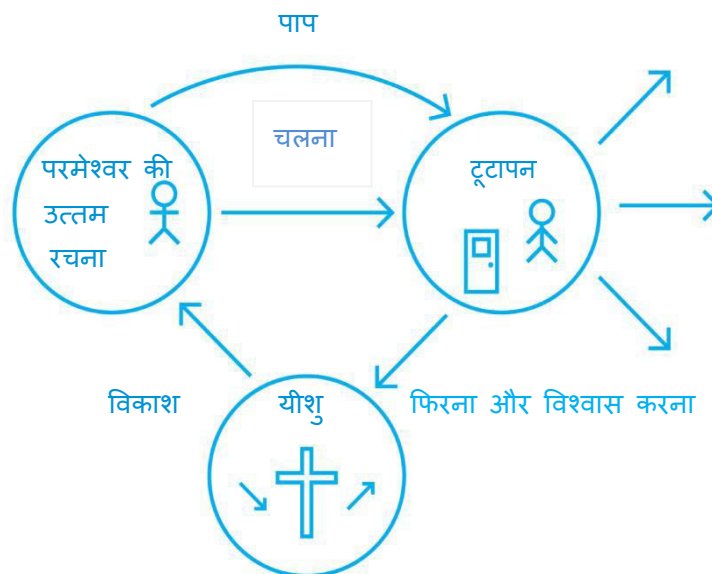 पाप
चलना
परमेश्वर की
उत्तम
रचना
टूटापन
विकाश
यीशु
फिरना और विश्वास करना